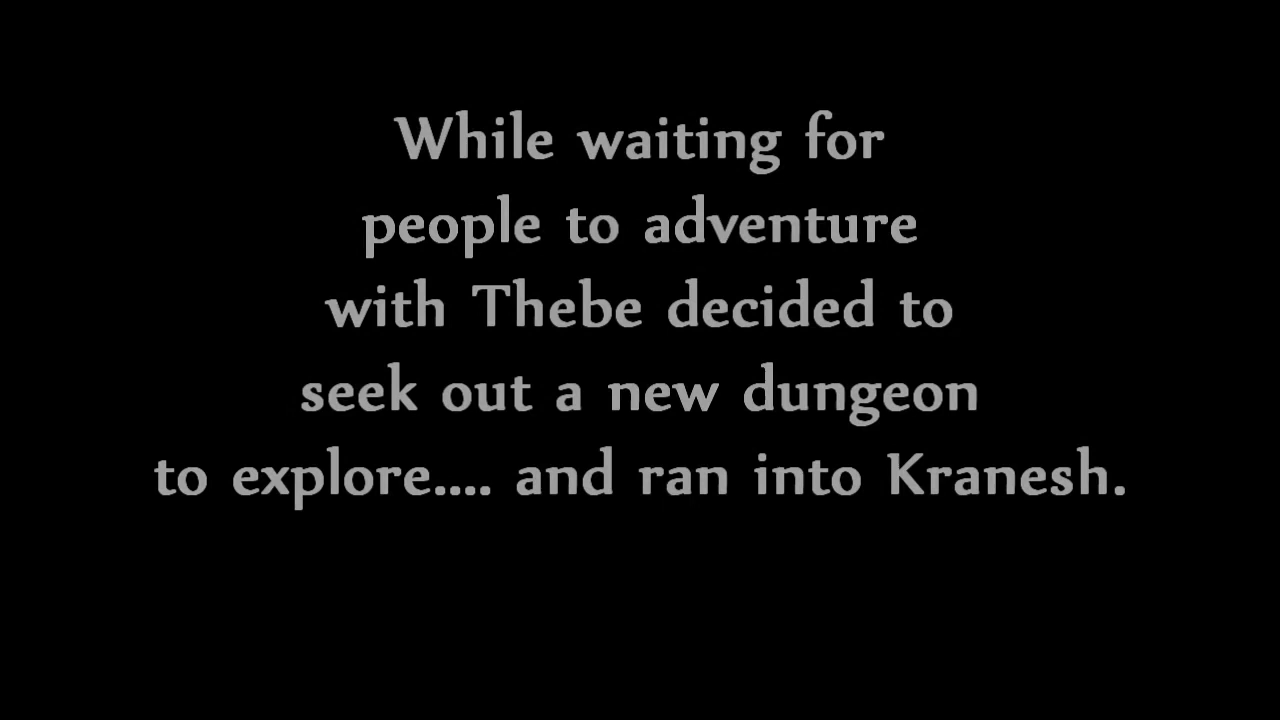 While waiting for
people to adventure
with Thebe decided to
seek out a new dungeon
to explore.... and ran into Kranesh.